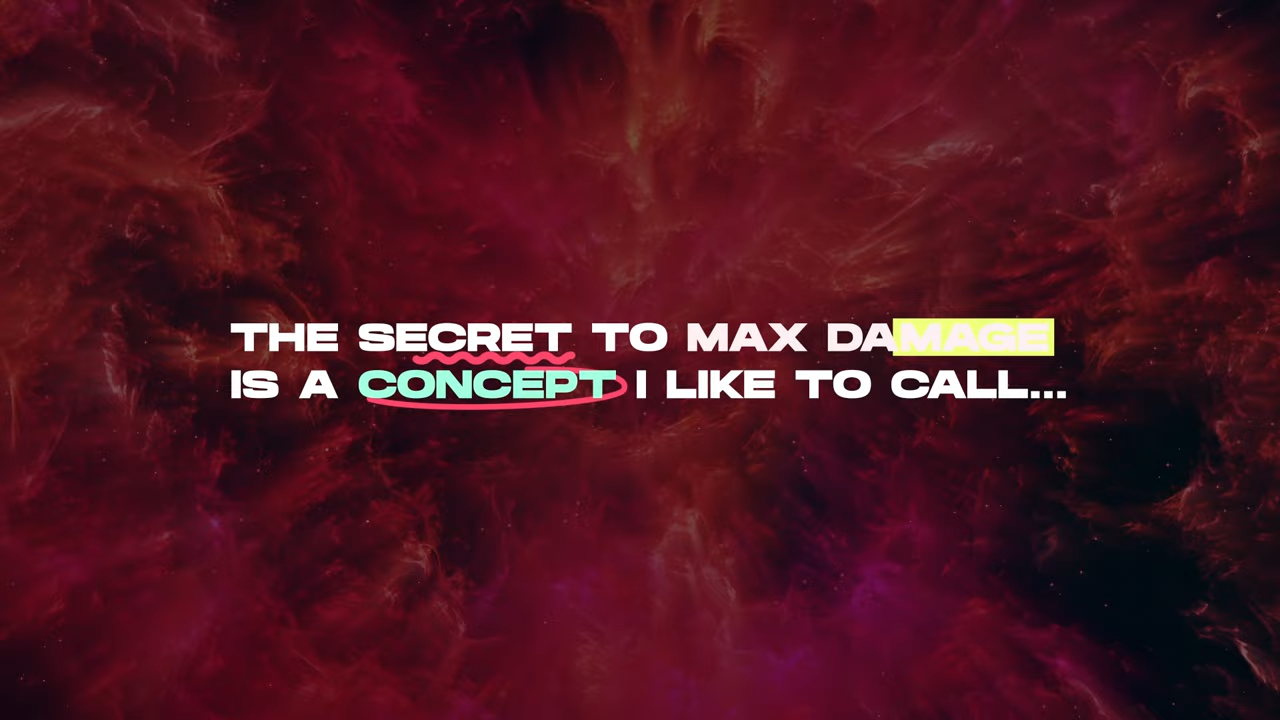 THE SECRET TO MAX DAMAGE
IS A CONCEPT I LIKE TO CALL...